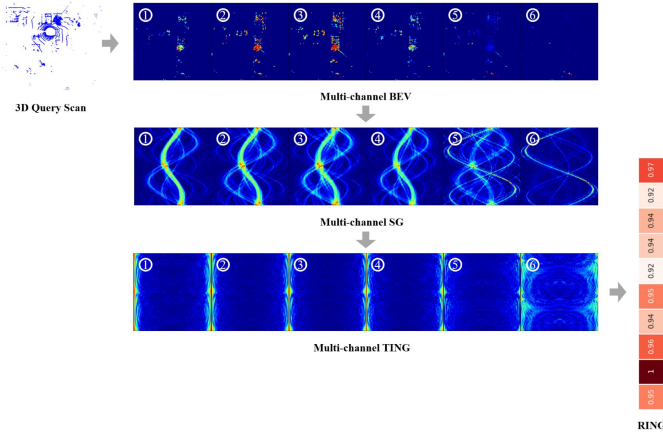 ① ② ③ ④ ⑤ ⑥
3D Query Scan
Multi-channel BEV
① ② ③ ④ ⑤ ⑥
Multi-channel SG
① ② ③ ④ ⑤ ⑥
Multi-channel TING
0.97
0.92
0.94
0.94
0.92
0.95
0.94
0.96
1
0.95
RING